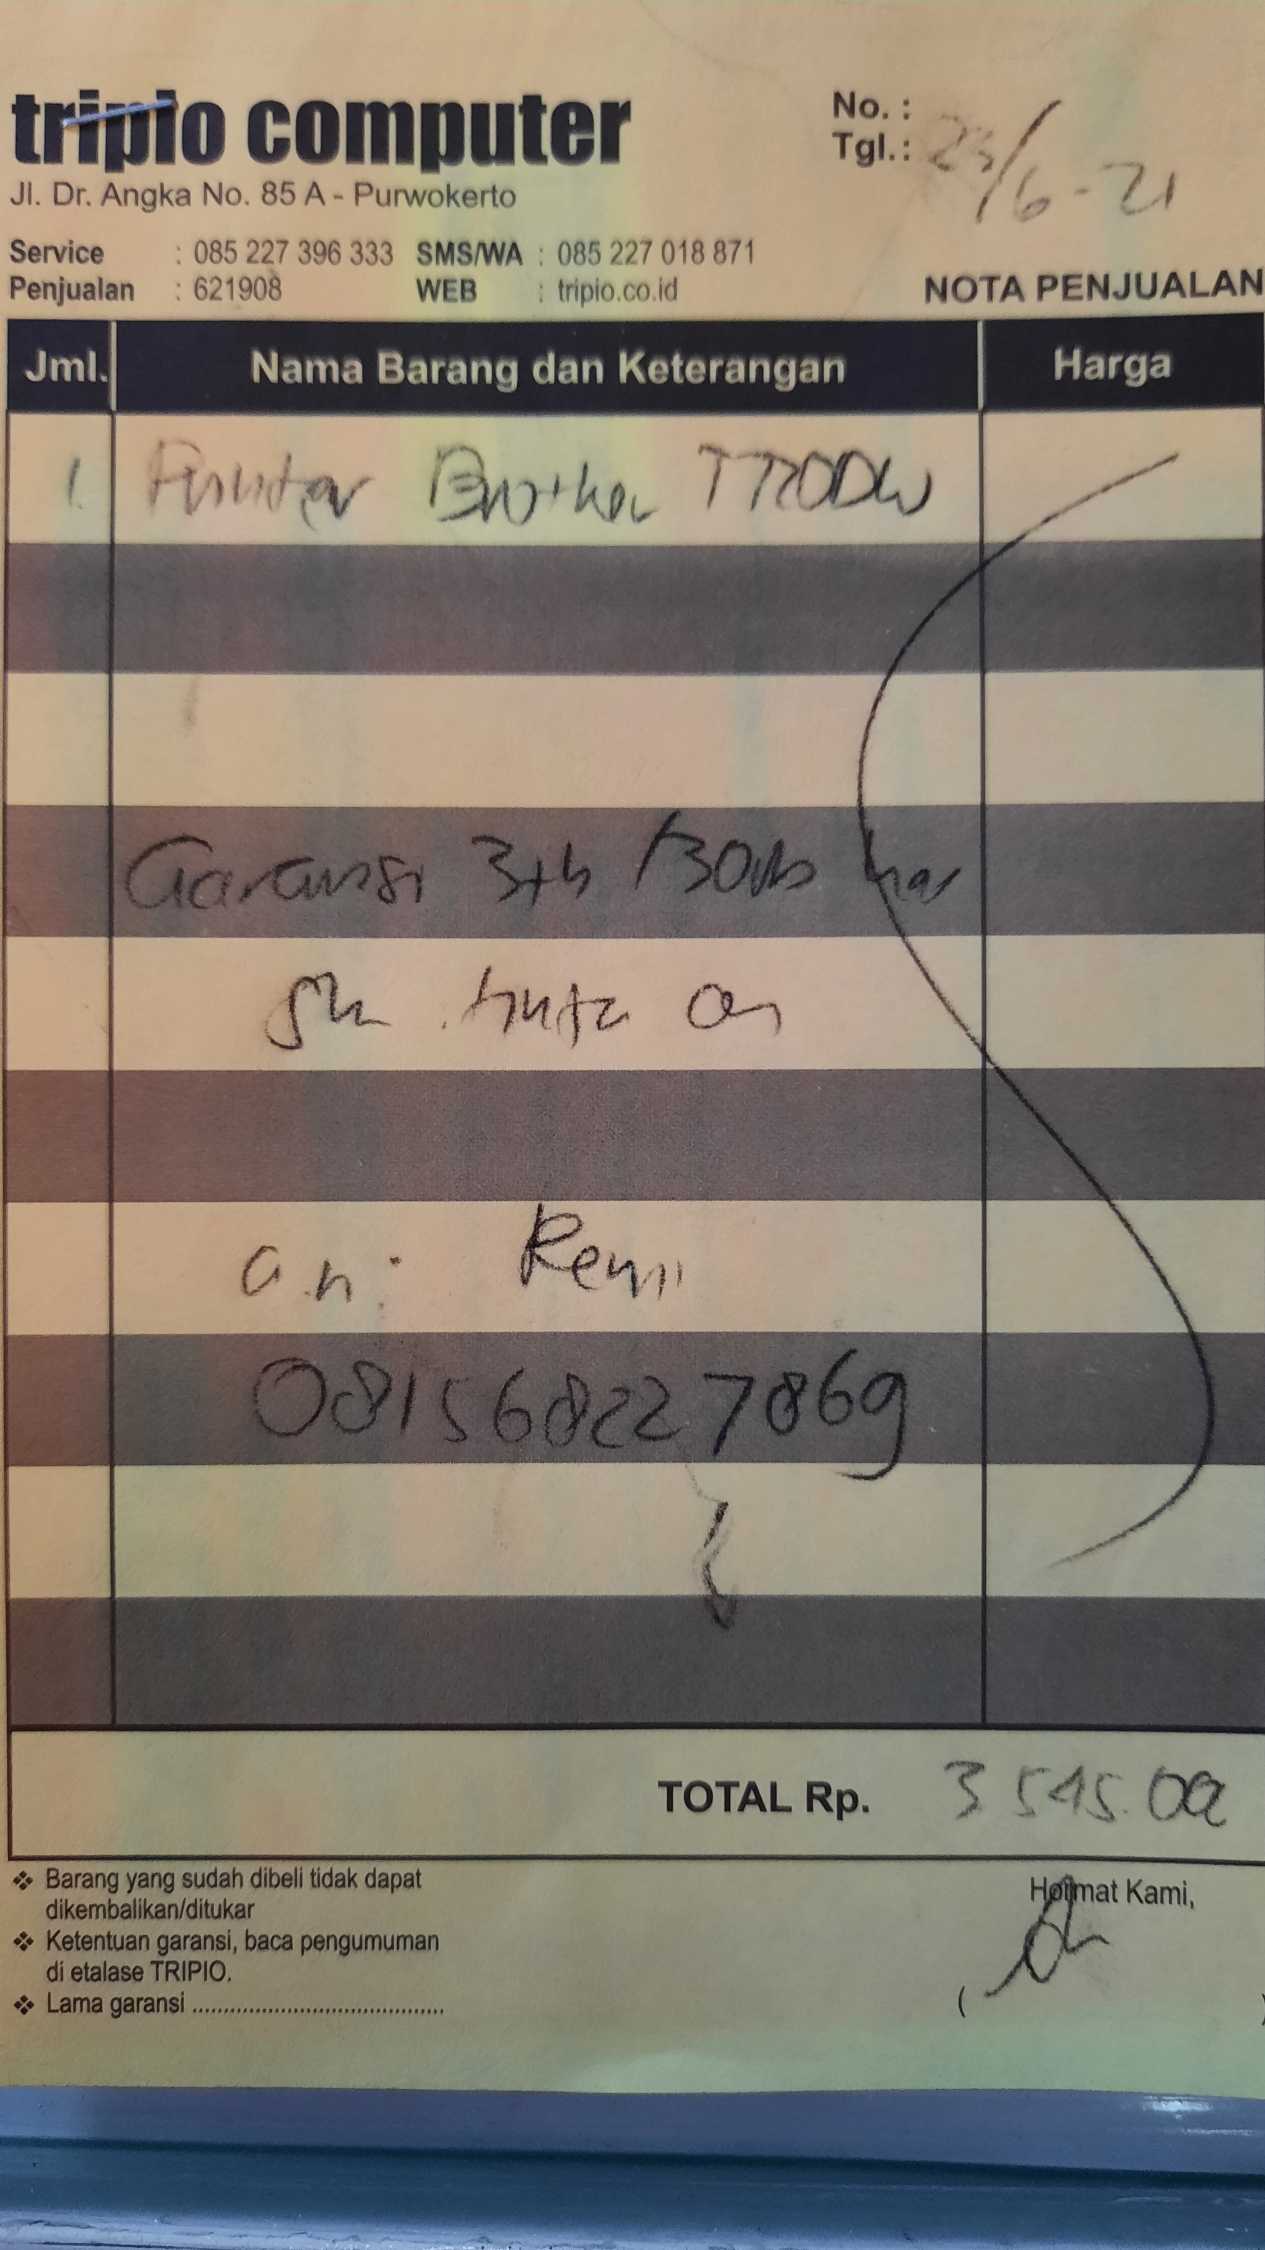 tripio computer
Jl. Dr. Angka No. 85 A - Purwokerto
Service : 085 227 396 333 SMS/WA : 085 227 018 871
Penjualan : 621908 WEB : tripio.co.id
No. :
Tgl.: 23/6-21
NOTA PENJUALAN
Jml. Nama Barang dan Keterangan Harga
1. Printer Brother T720DW
Garansi 3th /30rb
a.n:
081568227869
TOTAL Rp. 3 545.00
❖ Barang yang sudah dibeli tidak dapat
dikembalikan/ditukar
❖ Ketentuan garansi, baca pengumuman
di etalase TRIPIO.
❖ Lama garansi ........................................
Hormat Kami,
( )